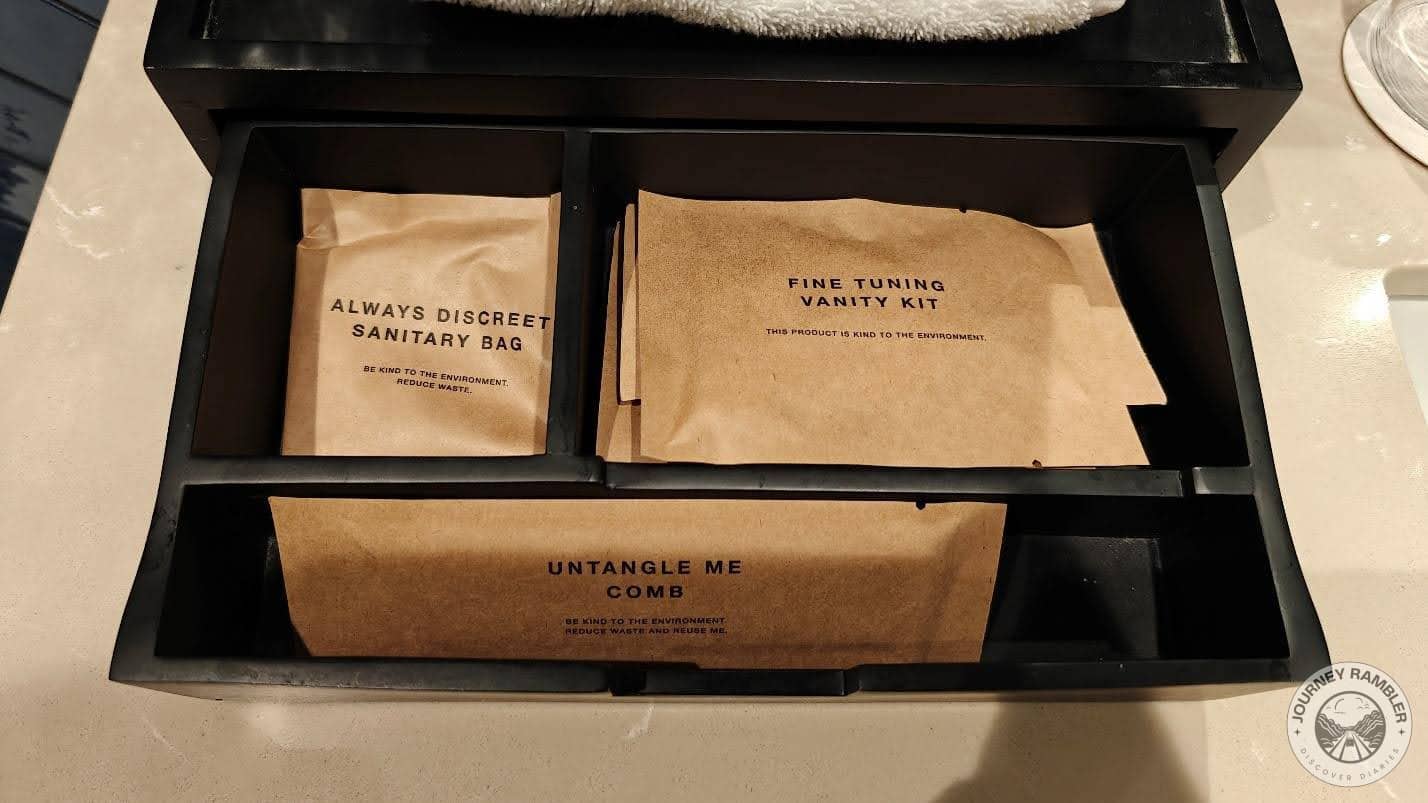 ALWAYS DISCREET
SANITARY BAG
BE KIND TO THE ENVIRONMENT.
REDUCE WASTE.
FINE TUNING
VANITY KIT
THIS PRODUCT IS KIND TO THE ENVIRONMENT.
UNTANGLE ME
COMB
BE KIND TO THE ENVIRONMENT.
REDUCE WASTE AND REUSE ME.
JOURNEY RAMBLER
DISCOVER DIARIES